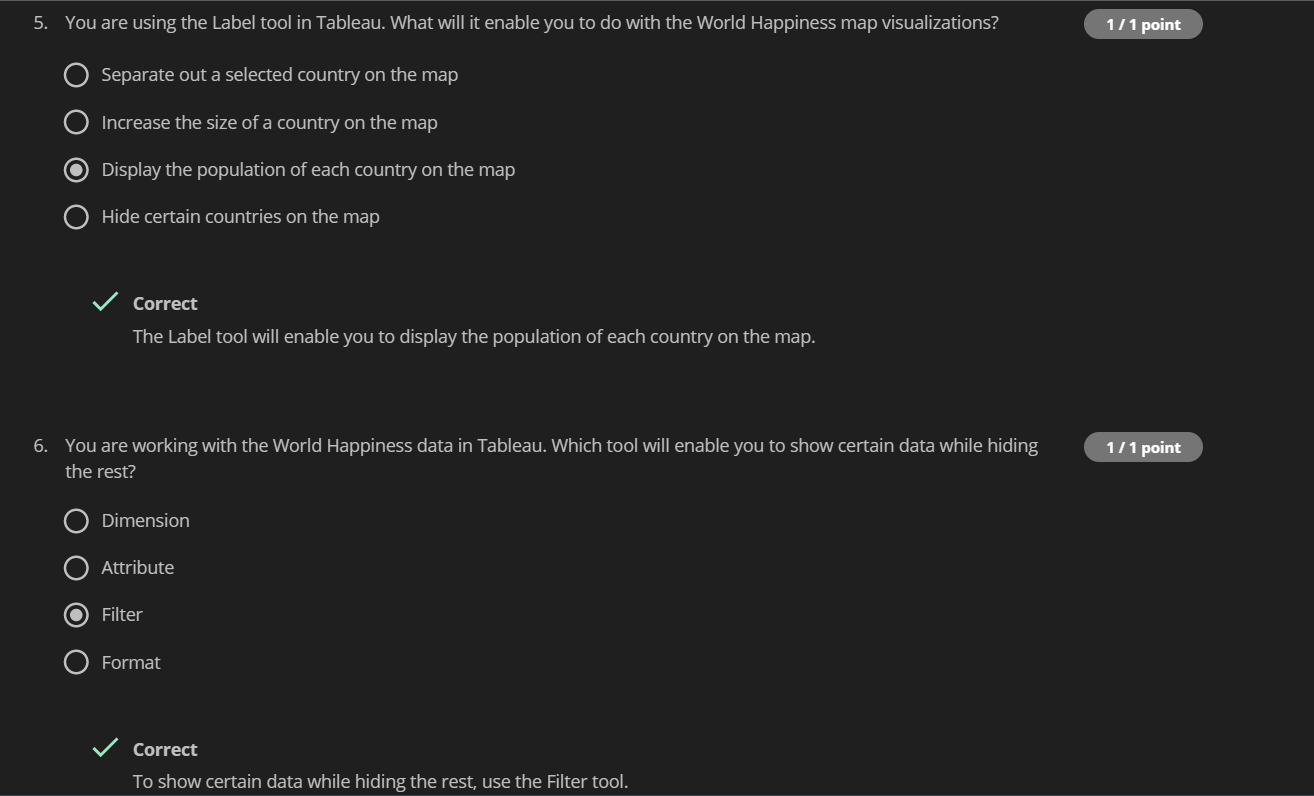 5. You are using the Label tool in Tableau. What will it enable you to do with the World Happiness map visualizations?
1 / 1 point
Separate out a selected country on the map
Increase the size of a country on the map
Display the population of each country on the map
Hide certain countries on the map
Correct
The Label tool will enable you to display the population of each country on the map.
6. You are working with the World Happiness data in Tableau. Which tool will enable you to show certain data while hiding
the rest?
1 / 1 point
Dimension
Attribute
Filter
Format
Correct
To show certain data while hiding the rest, use the Filter tool.